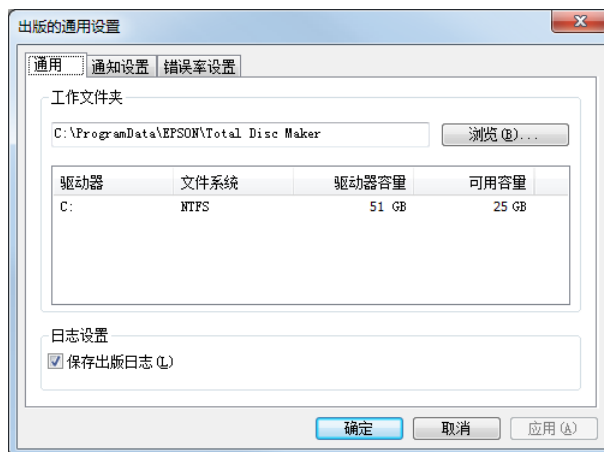 出版的通用设置
通用 通知设置 错误率设置
工作文件夹
C:\ProgramData\EPSON\Total Disc Maker 浏览(B)...
驱动器 文件系统 驱动器容量 可用容量
C: NTFS 51 GB 25 GB
日志设置
保存出版日志(L)
确定 取消 应用(A)